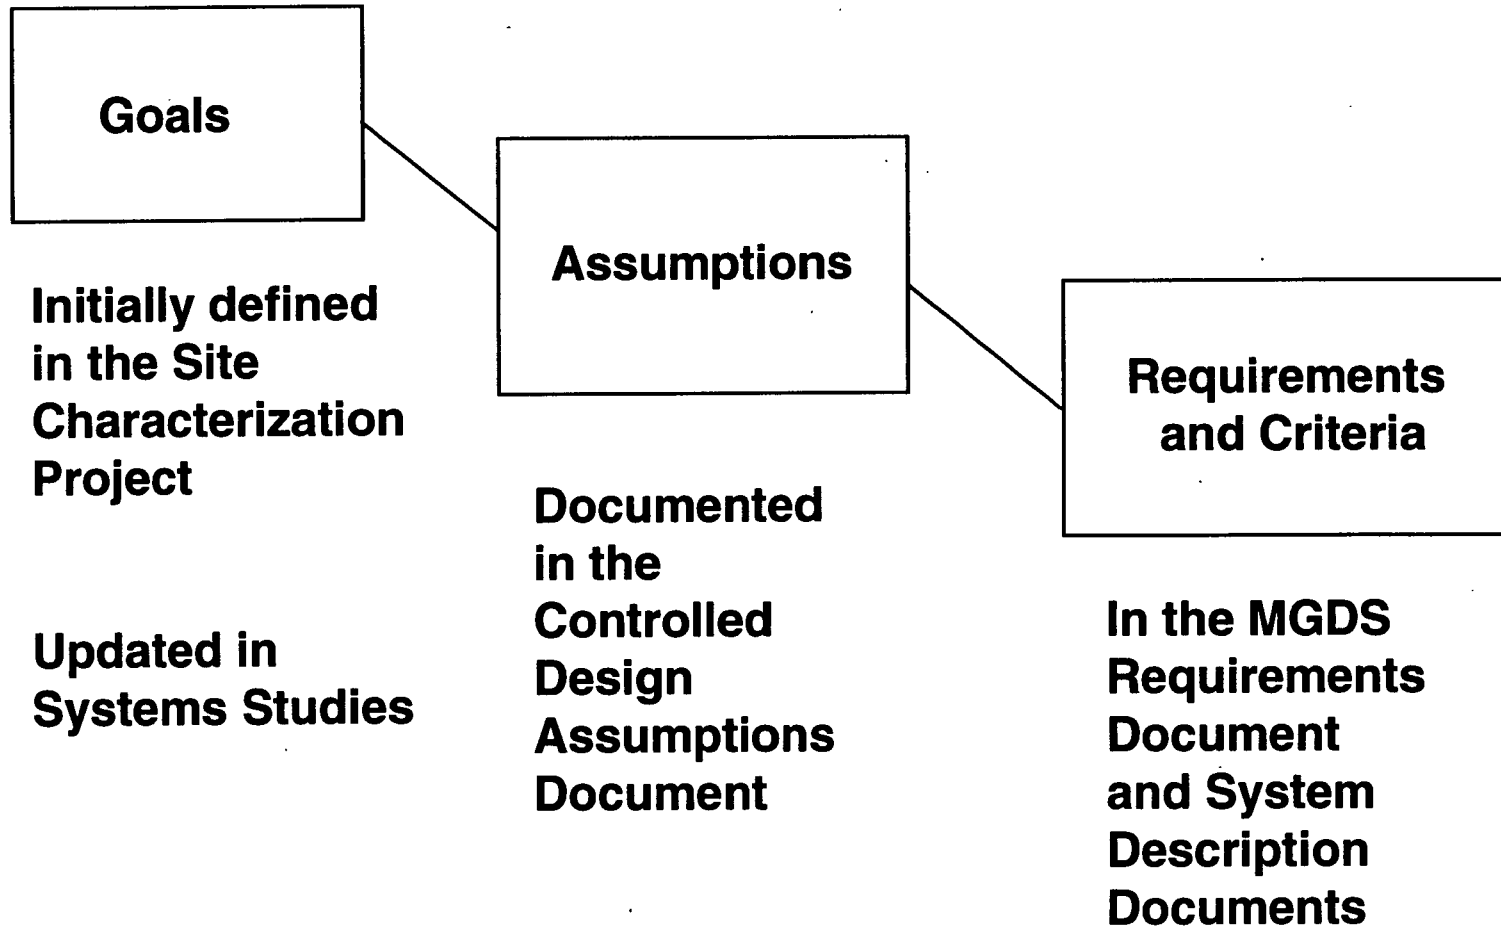 Goals
Initially defined
in the Site
Characterization
Project
Updated in
Systems Studies
Assumptions
Documented
in the
Controlled
Design
Assumptions
Document
Requirements
and Criteria
In the MGDS
Requirements
Document
and System
Description
Documents